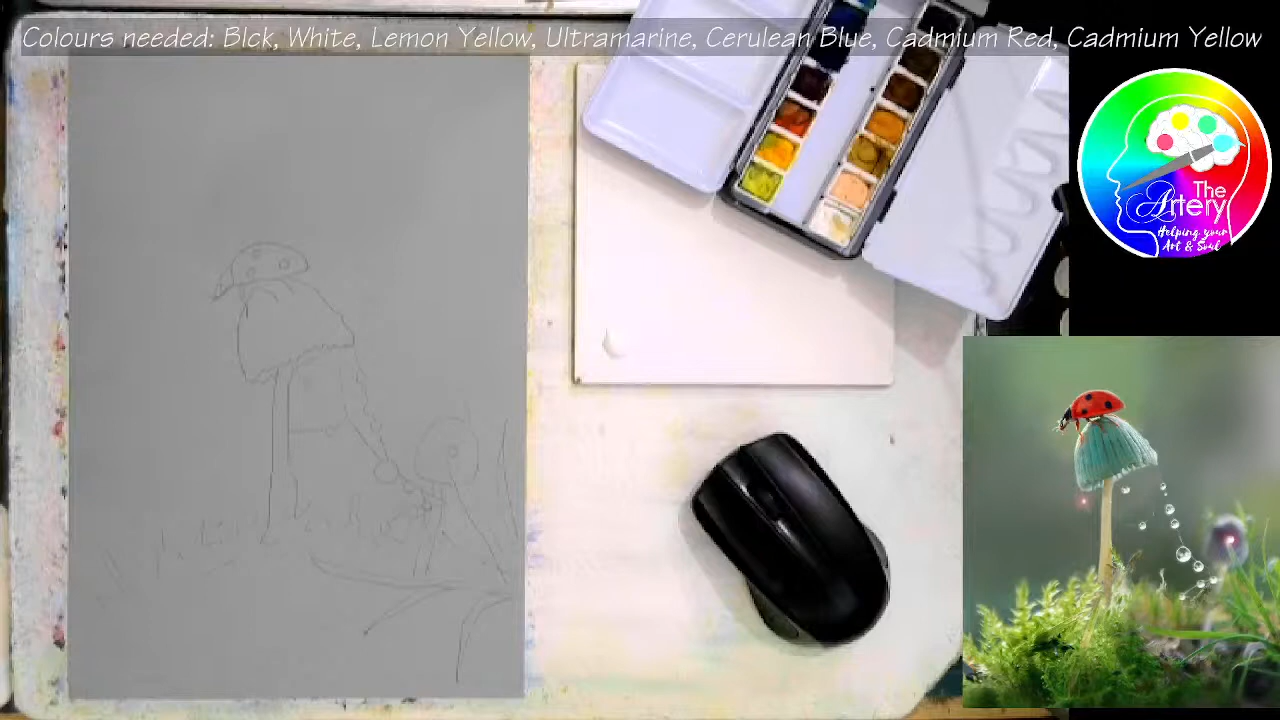 Colours needed: Blck, White, Lemon Yellow, Ultramarine, Cerulean Blue, Cadmium Red, Cadmium Yellow
The
Artery
Helping your
Art & Soul